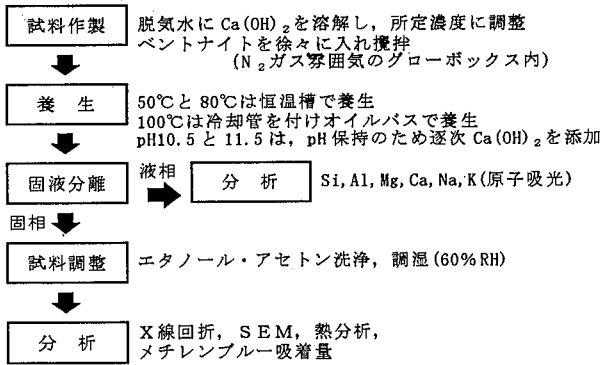 試料作製
脱気水にCa(OH)₂を溶解し，所定濃度に調整
ベントナイトを徐々に入れ攪拌
(N₂ガス雰囲気のグローボックス内)
養 生
50℃と80℃は恒温槽で養生
100℃は冷却管を付けオイルバスで養生
pH10.5と11.5は，pH保持のため逐次Ca(OH)₂を添加
固液分離
液相
分 析
Si,Al,Mg,Ca,Na,K(原子吸光)
固相
試料調整
エタノール・アセトン洗浄，調湿(60%RH)
分 析
Ｘ線回折，ＳＥＭ，熱分析，
メチレンブルー吸着量